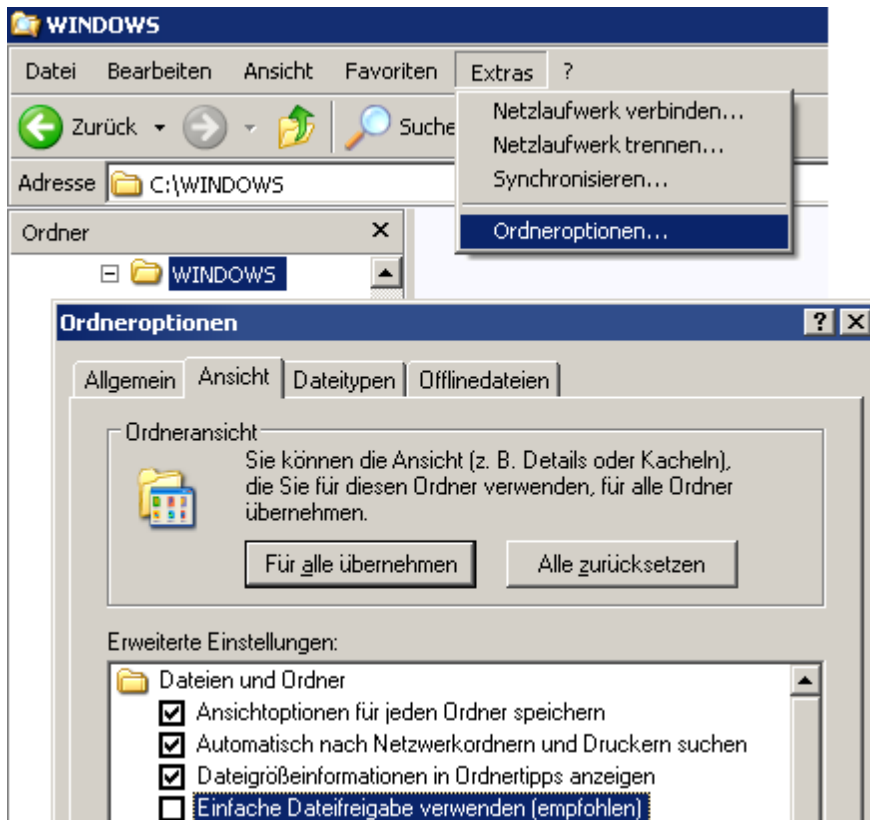 WINDOWS
Datei Bearbeiten Ansicht Favoriten Extras ?
Zurück Suche
Netzlaufwerk verbinden...
Netzlaufwerk trennen...
Synchronisieren...
Ordneroptionen...
Adresse C:\WINDOWS
Ordner
WINDOWS
Ordneroptionen
Allgemein Ansicht Dateitypen Offlinedateien
Ordneransicht
Sie können die Ansicht (z. B. Details oder Kacheln),
die Sie für diesen Ordner verwenden, für alle Ordner
übernehmen.
Für alle übernehmen Alle zurücksetzen
Erweiterte Einstellungen:
Dateien und Ordner
Ansichtoptionen für jeden Ordner speichern
Automatisch nach Netzwerkordnern und Druckern suchen
Dateigrößeinformationen in Ordnertipps anzeigen
Einfache Dateifreigabe verwenden (empfohlen)